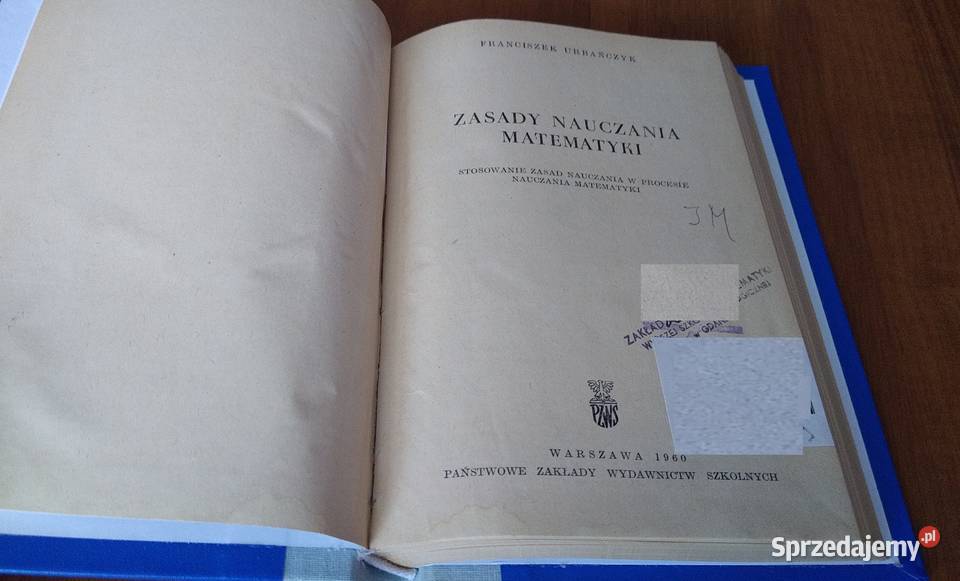 FRANCISZEK URBAŃCZYK
ZASADY NAUCZANIA
MATEMATYKI
STOSOWANIE ZASAD NAUCZANIA W PROCESIE
NAUCZANIA MATEMATYKI
JM
ZAKŁAD
PZWS
WARSZAWA 1960
PAŃSTWOWE ZAKŁADY WYDAWNICTW SZKOLNYCH
Sprzedajemy.pl